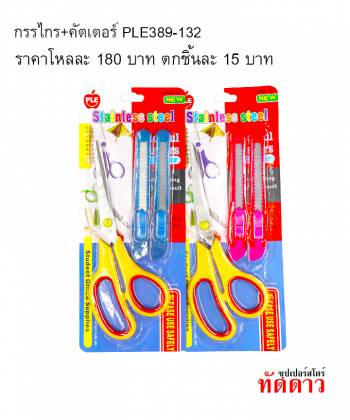 กรรไกร+คัตเตอร์ PLE389-132
ราคาโหลละ 180 บาท ตกชิ้นละ 15 บาท
PLE
NEW
Stainless steel
Student Office Supplies
PLEASE USE SAFELY
NEW
Stainless steel
Student Office Supplies
PLEASE USE SAFELY
ซุปเปอร์สโตร์
ทัดดาว